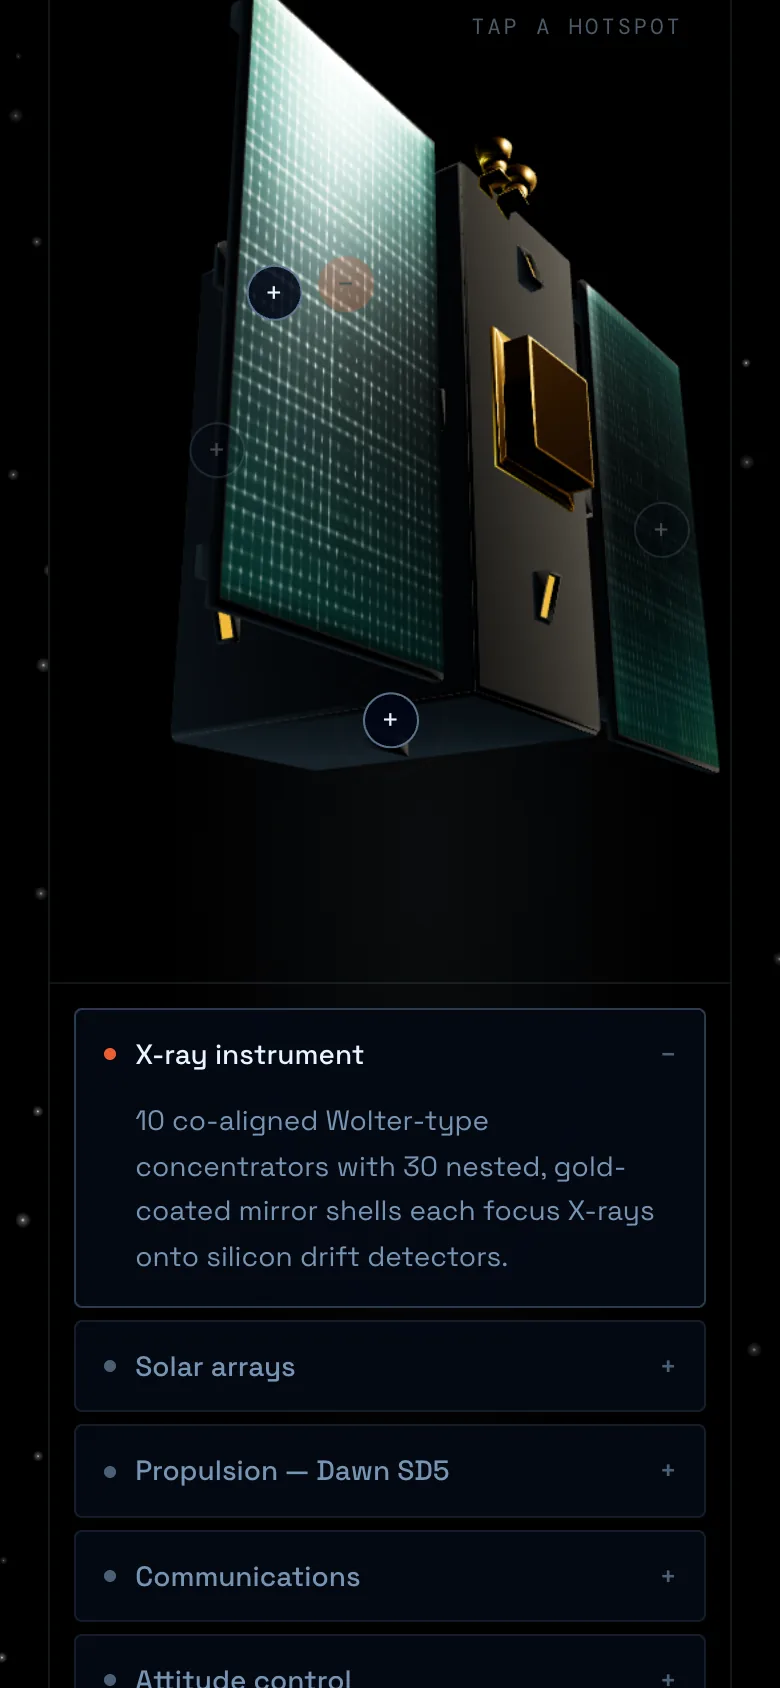 TAP A HOTSPOT
X-ray instrument
10 co-aligned Wolter-type
concentrators with 30 nested, gold-
coated mirror shells each focus X-rays
onto silicon drift detectors.
Solar arrays
Propulsion — Dawn SD5
Communications
Attitude control